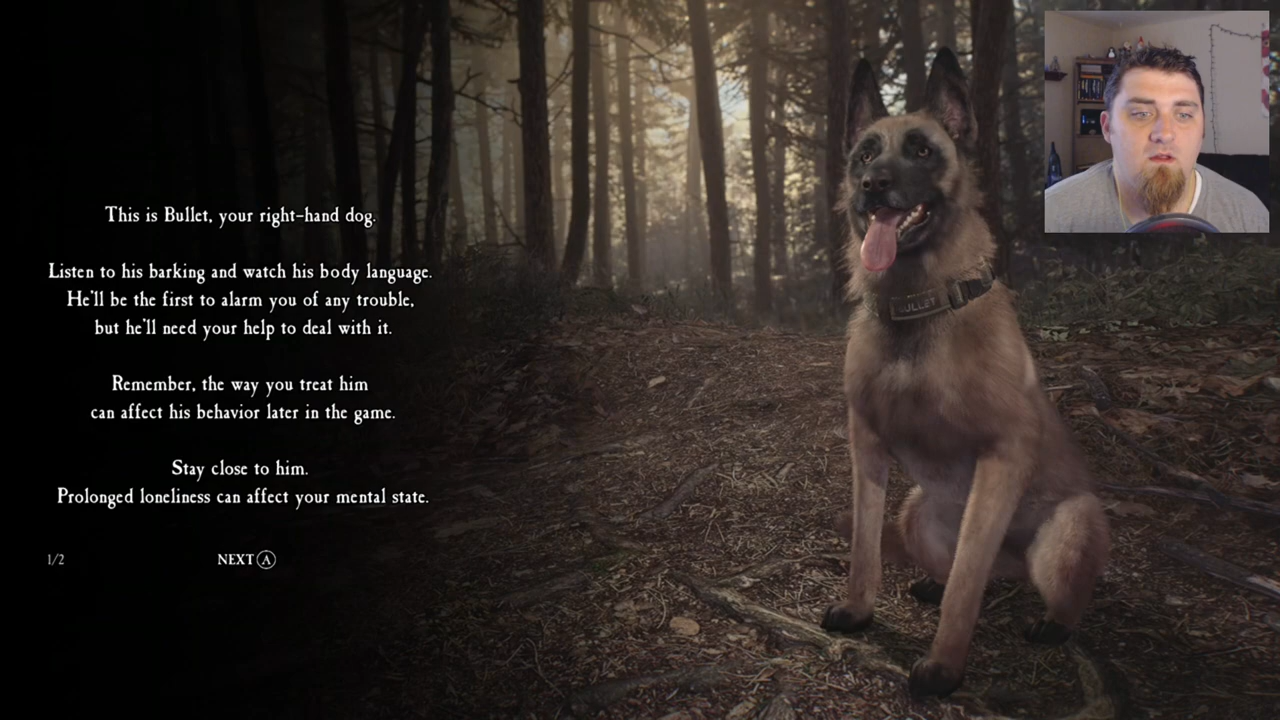 This is Bullet, your right-hand dog.
Listen to his barking and watch his body language.
He'll be the first to alarm you of any trouble,
but he'll need your help to deal with it.
Remember, the way you treat him
can affect his behavior later in the game.
Stay close to him.
Prolonged loneliness can affect your mental state.
1/2
NEXT A
BULLET